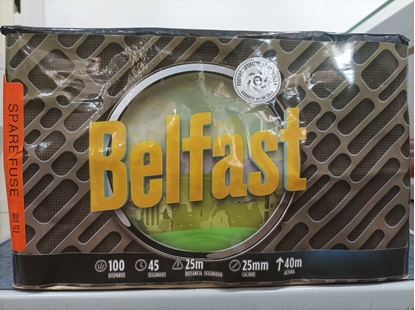 Belfast
SPARE FUSE
100
DISPAROS
45
SEGUNDOS
25m
DISTANCIA SEGURIDAD
25mm
CALIBRE
40m
ALTURA